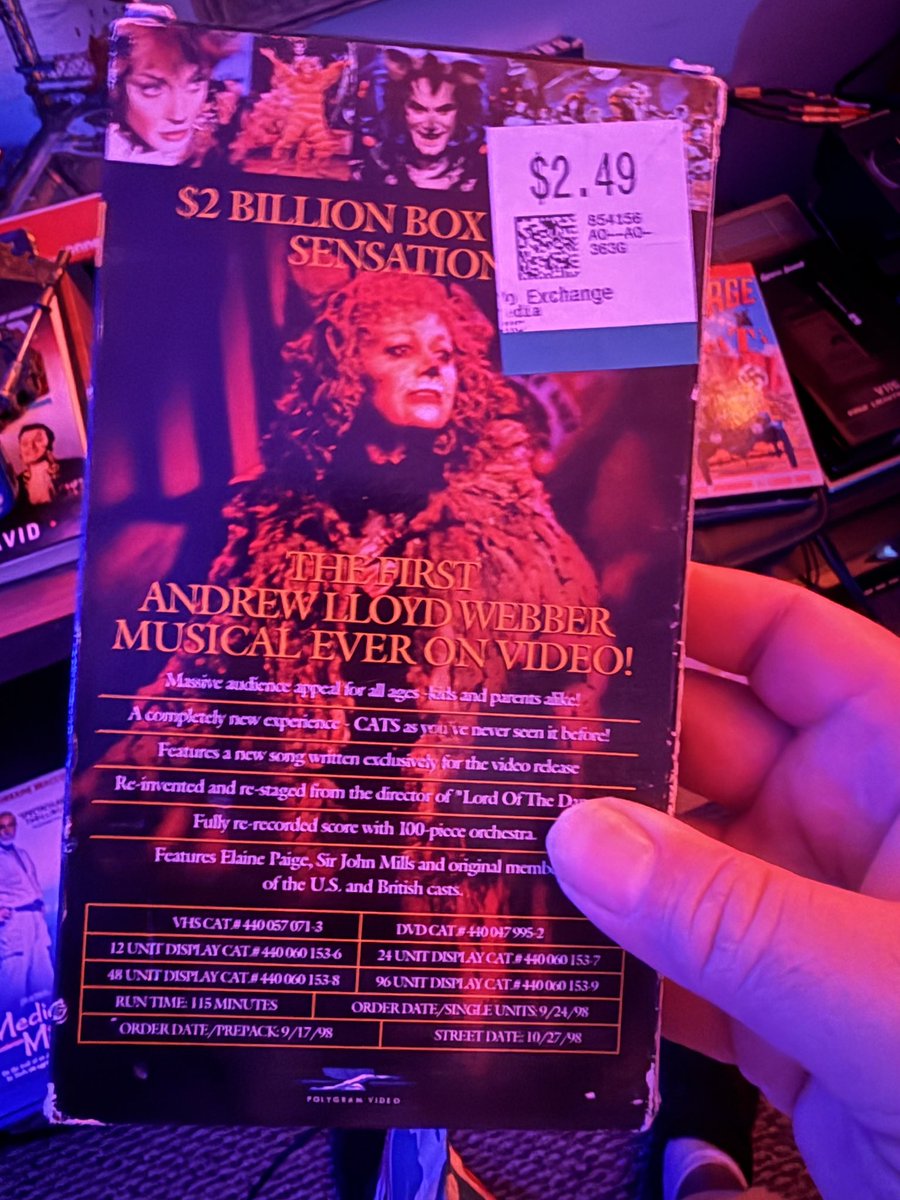 $2 BILLION BOX
SENSATION
$2.49
854156
A0--A0-
363G
Exchange
edia
THE FIRST
ANDREW LLOYD WEBBER
MUSICAL EVER ON VIDEO!
Massive audience appeal for all ages - kids and parents alike!
A completely new experience - CATS as you've never seen it before!
Features a new song written exclusively for the video release
Re-invented and re-staged from the director of "Lord Of The
Fully re-recorded score with 100-piece orchestra.
Features Elaine Paige, Sir John Mills and original memb
of the U.S. and British casts.
VHS CAT.# 440 057 071-3
DVD CAT.# 440 047 995-2
12 UNIT DISPLAY CAT.# 440 060 153-6
24 UNIT DISPLAY CAT.# 440 060 153-7
48 UNIT DISPLAY CAT.# 440 060 153-8
96 UNIT DISPLAY CAT.# 440 060 153-9
RUN TIME: 115 MINUTES
ORDER DATE/SINGLE UNITS: 9/24/98
ORDER DATE/PREPACK: 9/17/98
STREET DATE: 10/27/98
POLYGRAM VIDEO
RGE
VID